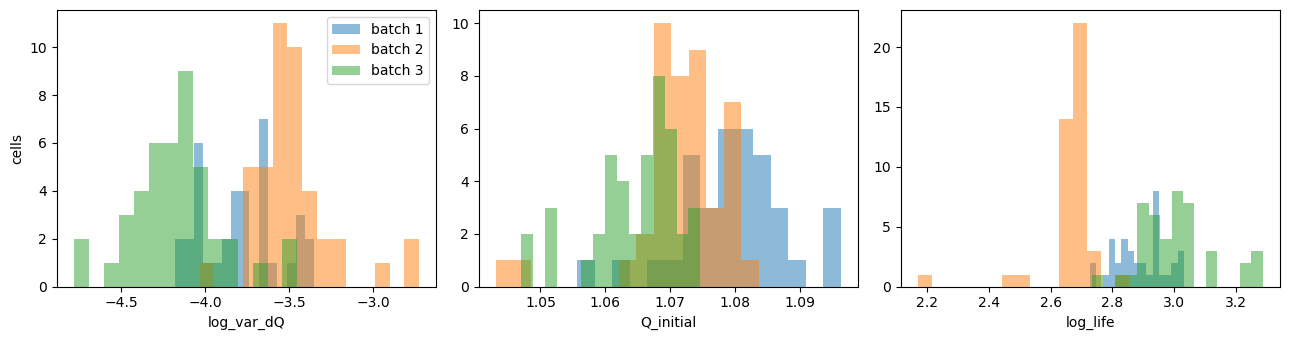 batch 1
batch 2
batch 3
cells
10
8
6
4
2
0
−4.5 −4.0 −3.5 −3.0
log_var_dQ
10
8
6
4
2
0
1.05 1.06 1.07 1.08 1.09
Q_initial
20
15
10
5
0
2.2 2.4 2.6 2.8 3.0 3.2
log_life